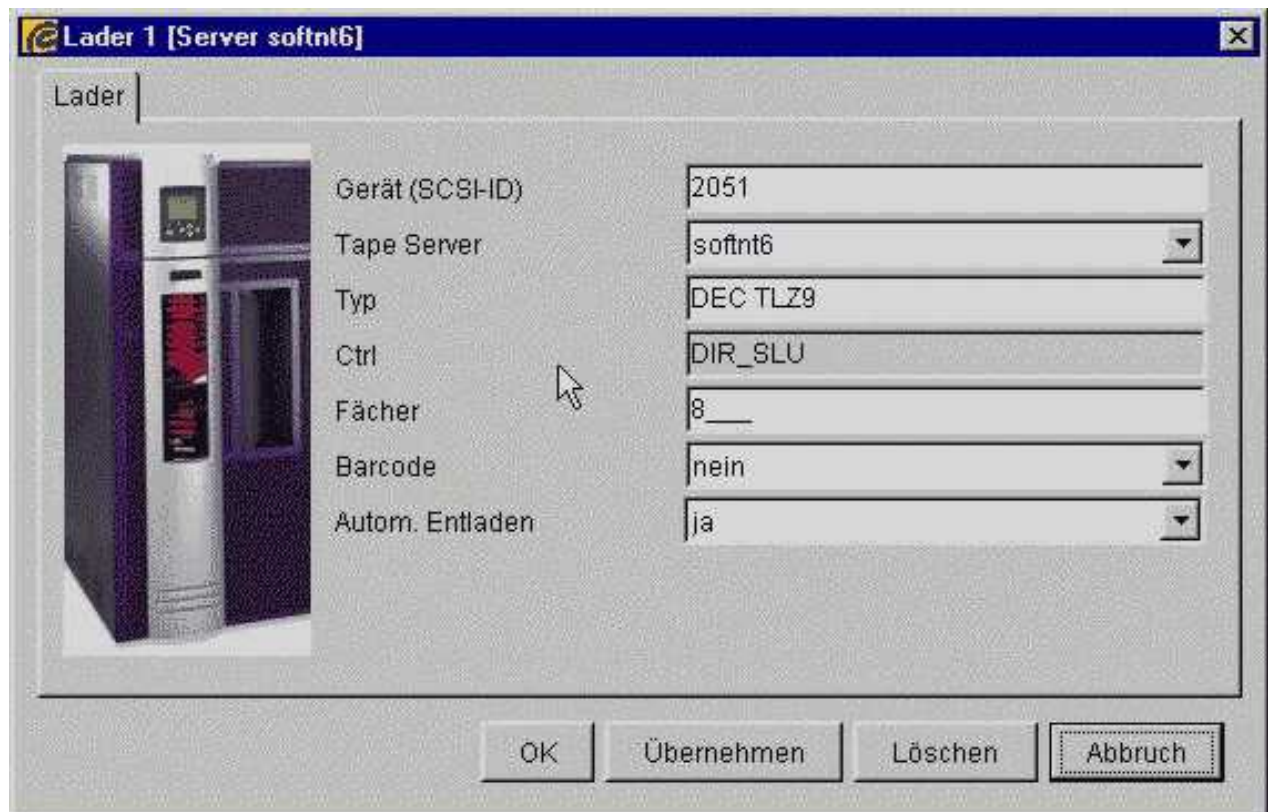 Lader 1 [Server softnt6]
Lader
Gerät (SCSI-ID) 2051
Tape Server softnt6
Typ DEC TLZ9
Ctrl DIR_SLU
Fächer 8___
Barcode nein
Autom. Entladen ja
OK Übernehmen Löschen Abbruch